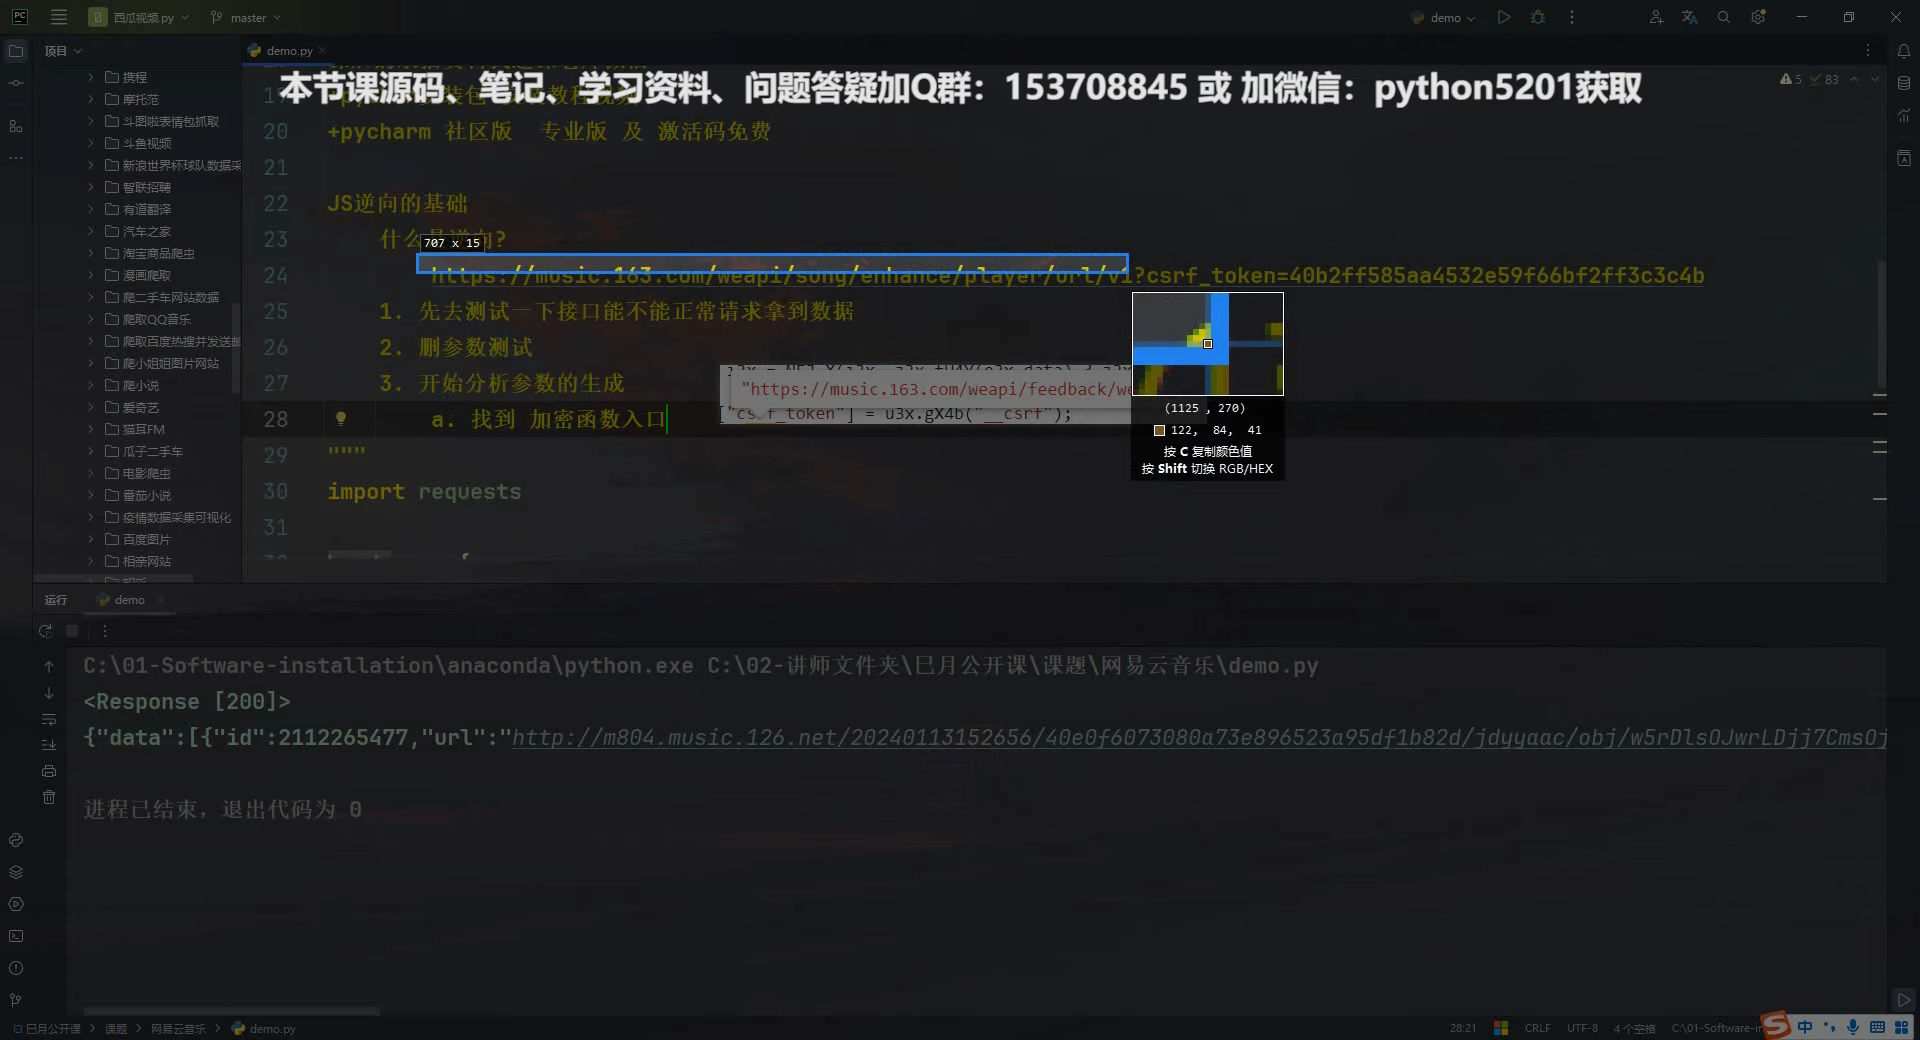 西瓜视频.py
master
demo
项目
demo.py
本节课源码、笔记、学习资料、问题答疑加Q群：153708845 或 加微信：python5201获取
5
83
携程
摩托范
斗图啦表情包抓取
斗鱼视频
新浪世界杯球队数据采
智联招聘
有道翻译
汽车之家
淘宝商品爬虫
漫画爬取
爬二手车网站数据
爬取QQ音乐
爬取百度热搜并发送邮
爬小姐姐图片网站
爬小说
爱奇艺
猫耳FM
瓜子二手车
电影爬虫
番茄小说
疫情数据采集可视化
百度图片
相亲网站
19
20 +pycharm 社区版 专业版 及 激活码免费
21
22 JS逆向的基础
23 什么是逆向?
707 x 15
24 https://music.163.com/weapi/song/enhance/player/url/v1?csrf_token=40b2ff585aa4532e59f66bf2ff3c3c4b
25 1. 先去测试一下接口能不能正常请求拿到数据
26 2. 删参数测试
27 3. 开始分析参数的生成
28 a. 找到 加密函数入口
29 """
30 import requests
31
"https://music.163.com/weapi/feedback/we
["csrf_token"] = u3x.gX4b("__csrf");
(1125 , 270)
122, 84, 41
按 C 复制颜色值
按 Shift 切换 RGB/HEX
运行
demo
C:\01-Software-installation\anaconda\python.exe C:\02-讲师文件夹\巳月公开课\课题\网易云音乐\demo.py
<Response [200]>
{"data":[{"id":2112265477,"url":"http://m804.music.126.net/20240113152656/40e0f6073080a73e896523a95df1b82d/jdyyaac/obj/w5rDlsOJwrLDjj7CmsOj
进程已结束，退出代码为 0
巳月公开课
课题
网易云音乐
demo.py
28:21
CRLF
UTF-8
4 个空格
C:\01-Software-in
中